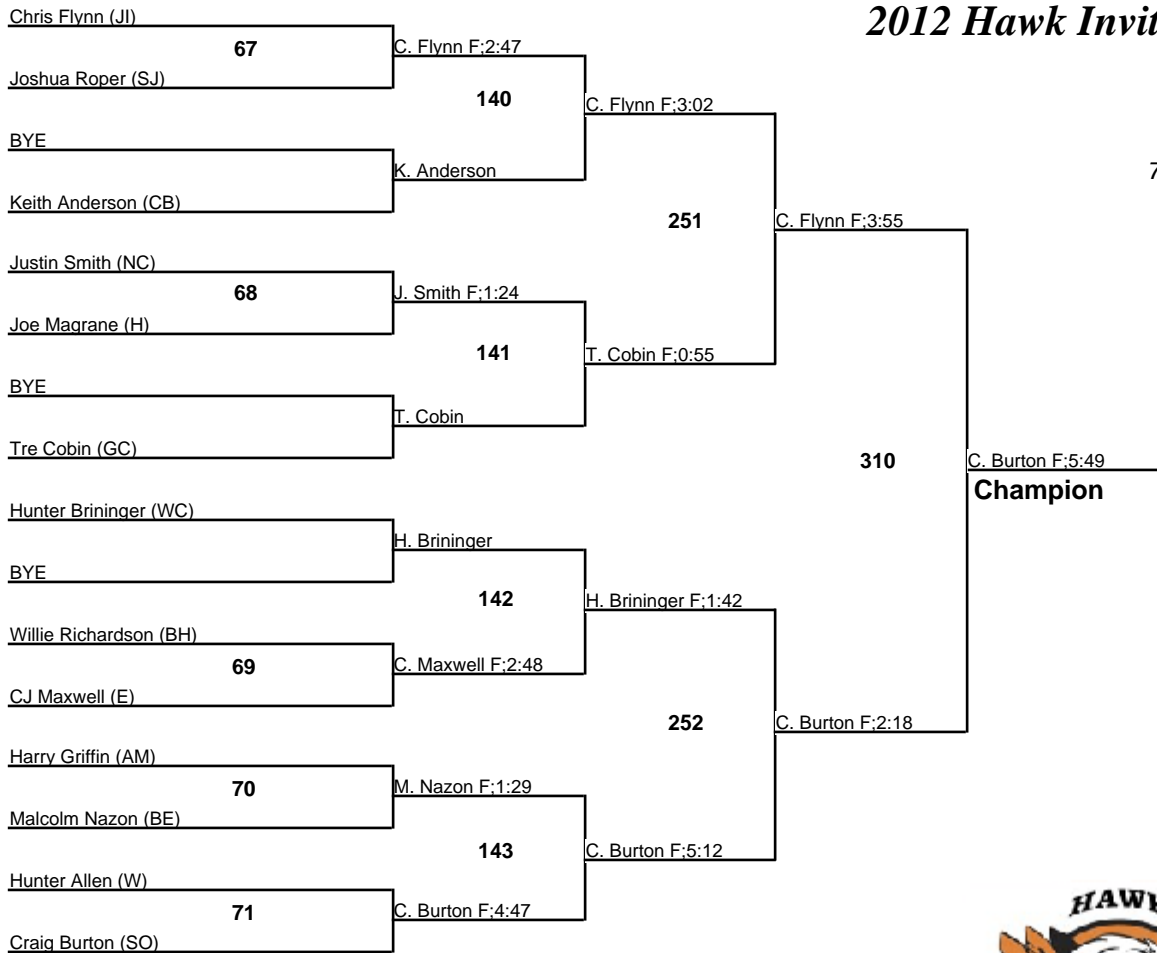 2012 Hawk Invit
Chris Flynn (JI)
67
Joshua Roper (SJ)
C. Flynn F;2:47
140
BYE
Keith Anderson (CB)
K. Anderson
C. Flynn F;3:02
251
Justin Smith (NC)
68
Joe Magrane (H)
J. Smith F;1:24
141
BYE
Tre Cobin (GC)
T. Cobin
T. Cobin F;0:55
C. Flynn F;3:55
310
Hunter Brininger (WC)
BYE
H. Brininger
142
Willie Richardson (BH)
69
CJ Maxwell (E)
C. Maxwell F;2:48
H. Brininger F;1:42
252
Harry Griffin (AM)
70
Malcolm Nazon (BE)
M. Nazon F;1:29
143
Hunter Allen (W)
71
Craig Burton (SO)
C. Burton F;4:47
C. Burton F;5:12
C. Burton F;2:18
C. Burton F;5:49
Champion
7
HAWK